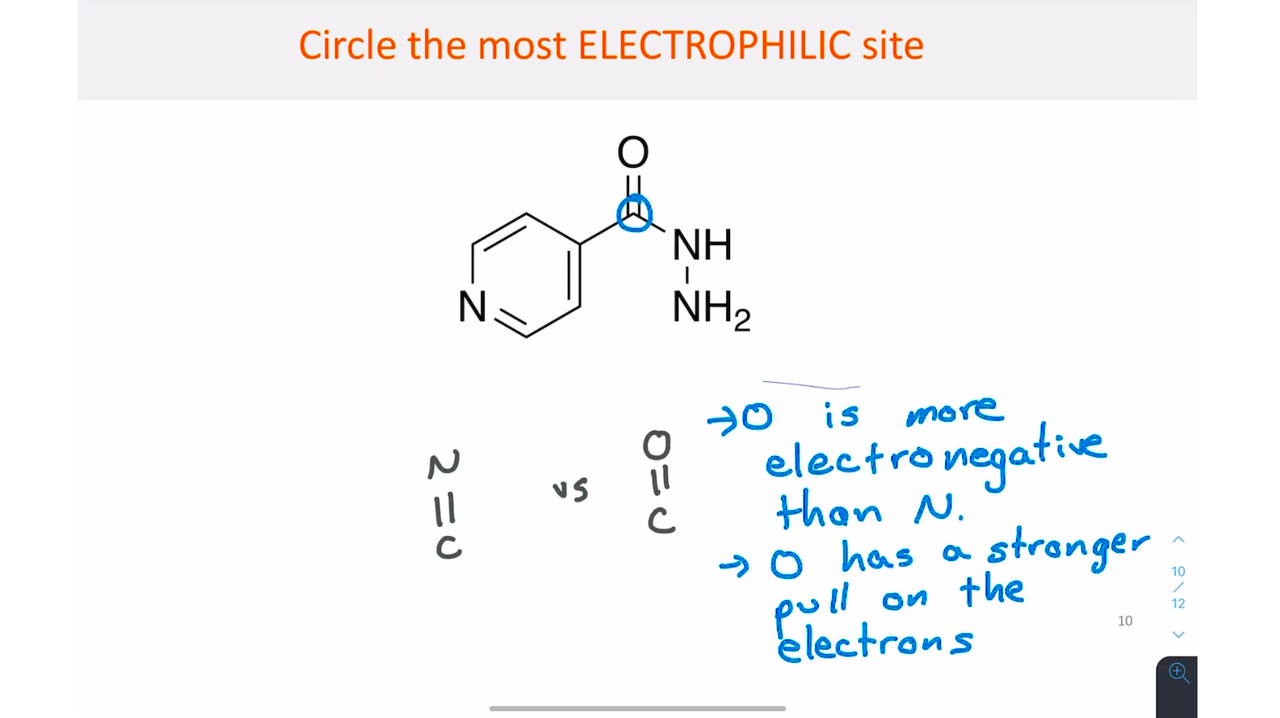 Circle the most ELECTROPHILIC site
O
NH
N
NH2
N
=
C
vs
O
=
C
→O is more
electronegative
than N.
→ O has a stronger
pull on the
electrons
10
/
12
10